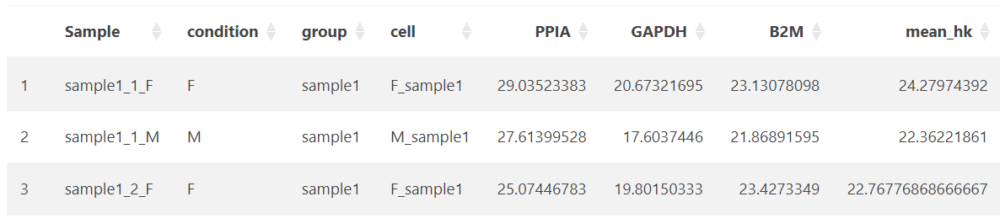 Sample condition group cell PPIA GAPDH B2M mean_hk
1 sample1_1_F F sample1 F_sample1 29.03523383 20.67321695 23.13078098 24.27974392
2 sample1_1_M M sample1 M_sample1 27.61399528 17.6037446 21.86891595 22.36221861
3 sample1_2_F F sample1 F_sample1 25.07446783 19.80150333 23.4273349 22.76776868666667